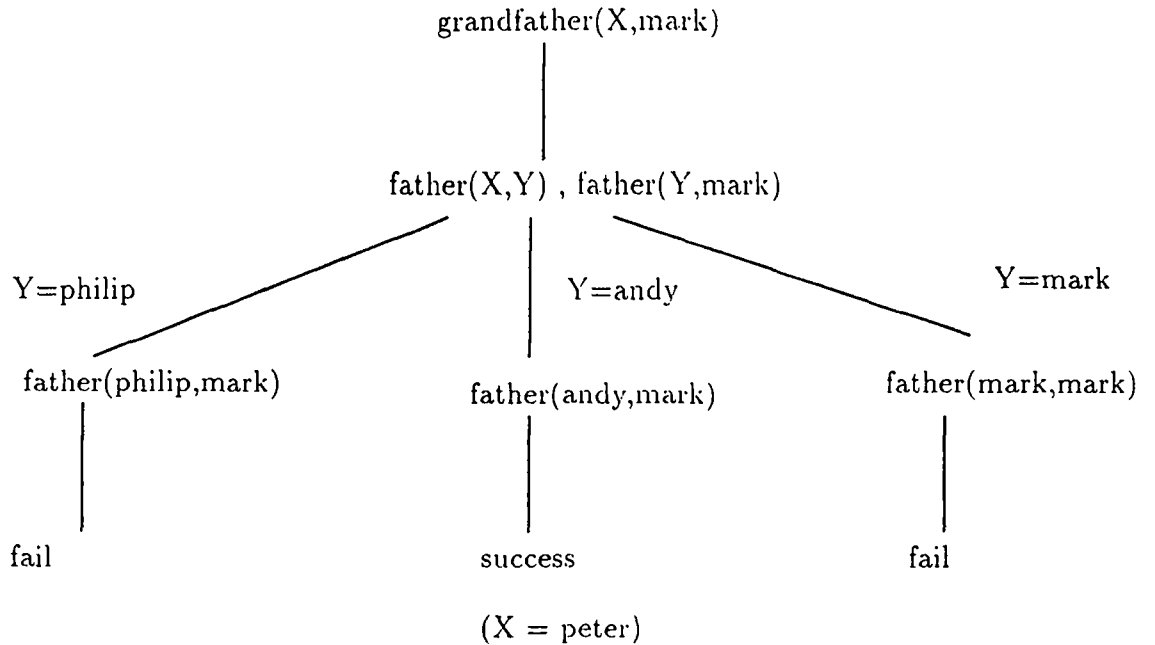 grandfather(X,mark)
father(X,Y) , father(Y,mark)
Y=philip
Y=andy
Y=mark
father(philip,mark)
father(andy,mark)
father(mark,mark)
fail
success
fail
(X = peter)